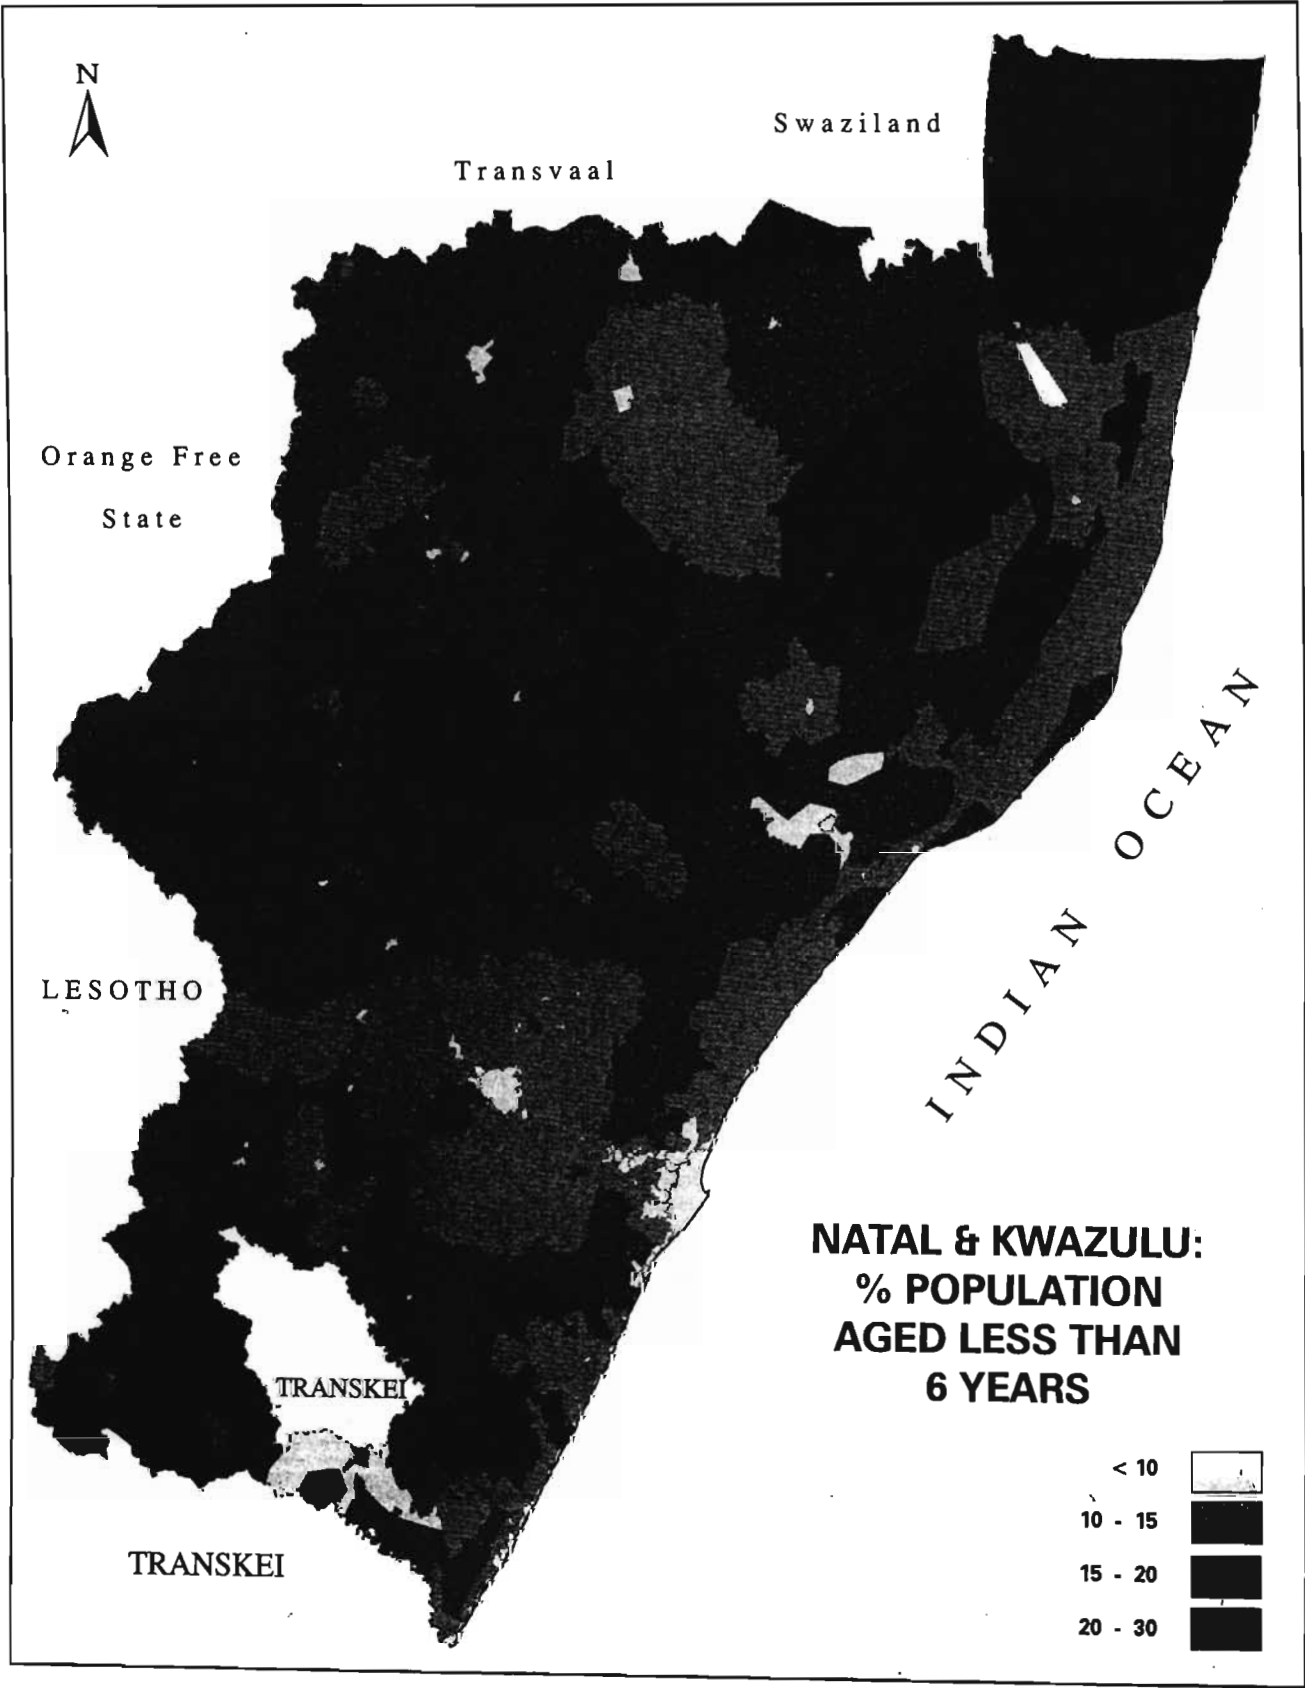 N
Swaziland
Transvaal
Orange Free
State
LESOTHO
INDIAN OCEAN
NATAL & KWAZULU:
% POPULATION
AGED LESS THAN
6 YEARS
TRANSKEI
< 10
10 - 15
TRANSKEI
15 - 20
20 - 30